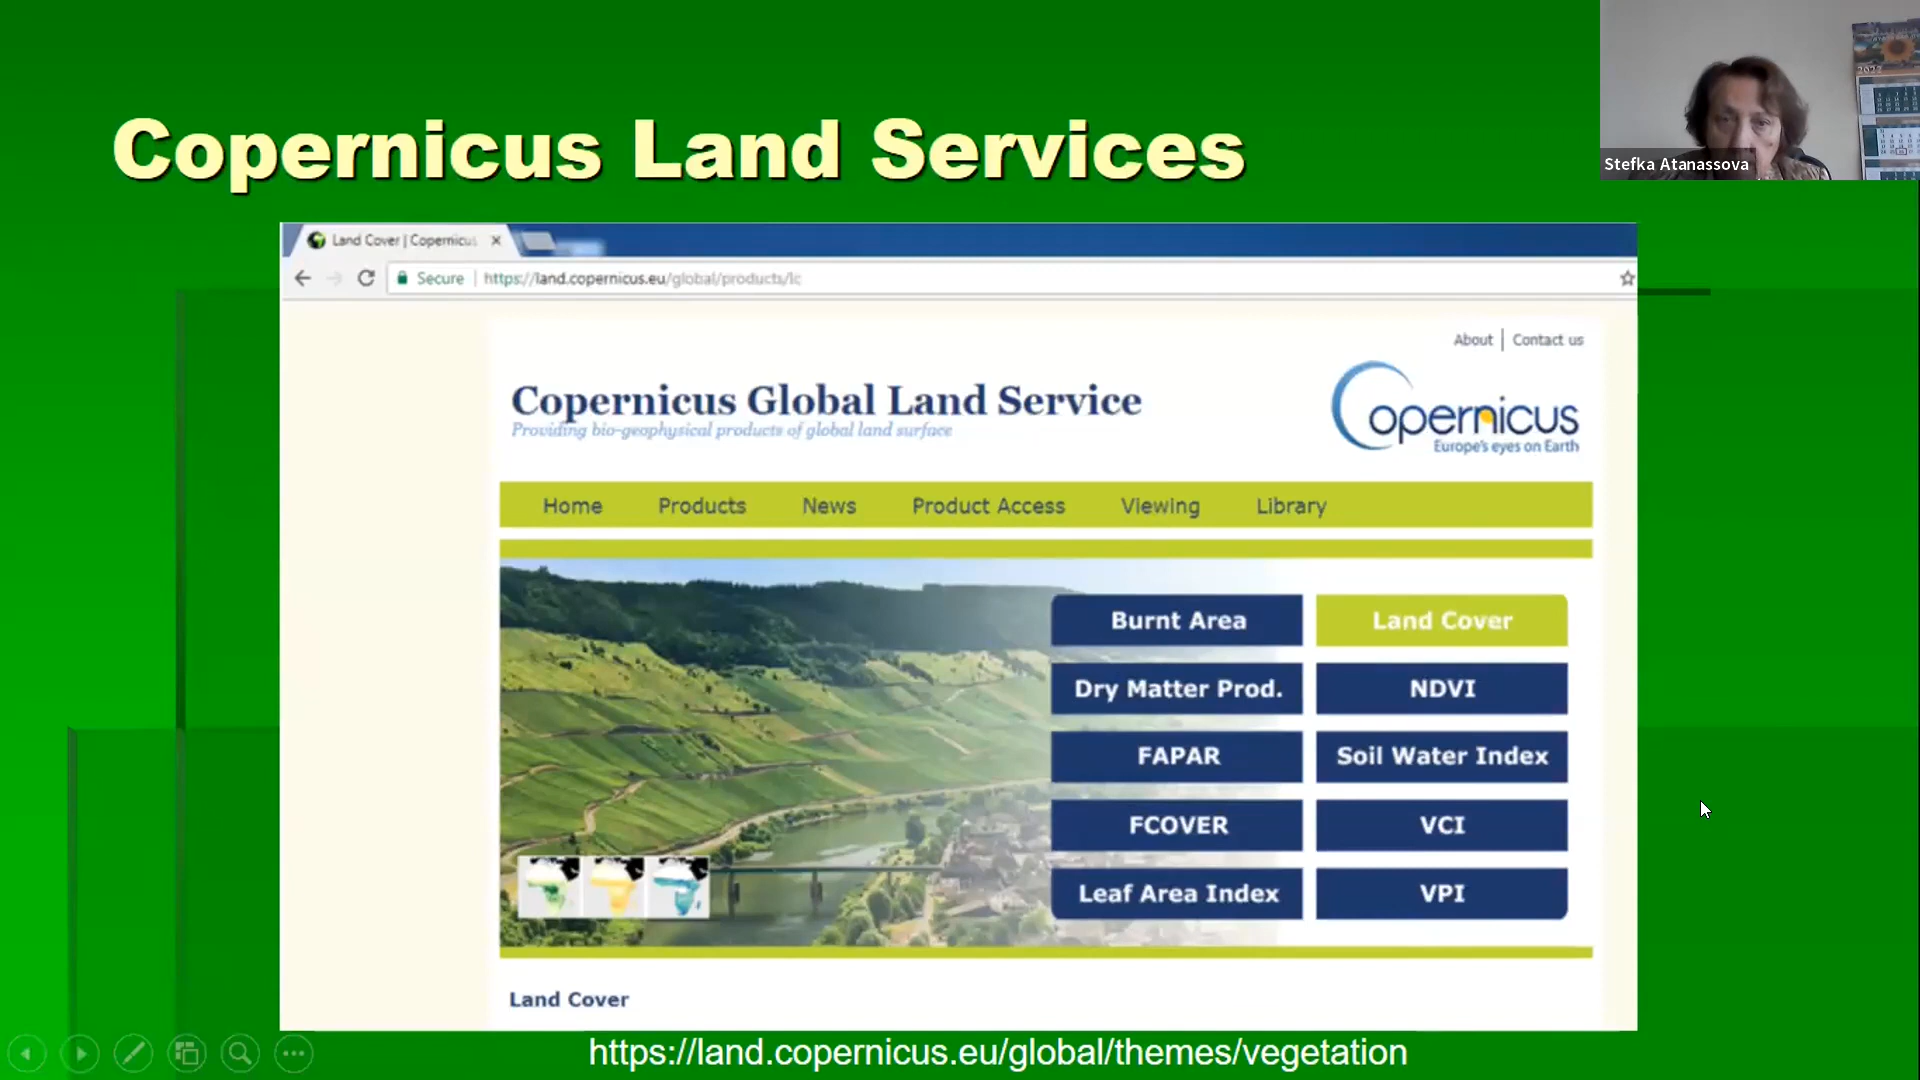 Copernicus Land Services
2022
Stefka Atanassova
Land Cover | Copernicus
Secure
https://land.copernicus.eu/global/products/lc
About | Contact us
Copernicus Global Land Service
Providing bio-geophysical products of global land surface
opernicus
Europe's eyes on Earth
Home Products News Product Access Viewing Library
Burnt Area Land Cover
Dry Matter Prod. NDVI
FAPAR Soil Water Index
FCOVER VCI
Leaf Area Index VPI
Land Cover
https://land.copernicus.eu/global/themes/vegetation